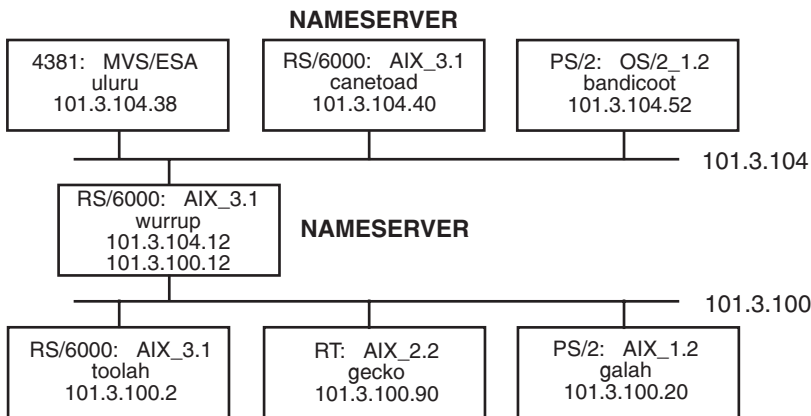 NAMESERVER
4381: MVS/ESA
uluru
101.3.104.38
RS/6000: AIX_3.1
canetoad
101.3.104.40
PS/2: OS/2_1.2
bandicoot
101.3.104.52
101.3.104
RS/6000: AIX_3.1
wurrup
101.3.104.12
101.3.100.12
NAMESERVER
101.3.100
RS/6000: AIX_3.1
toolah
101.3.100.2
RT: AIX_2.2
gecko
101.3.100.90
PS/2: AIX_1.2
galah
101.3.100.20